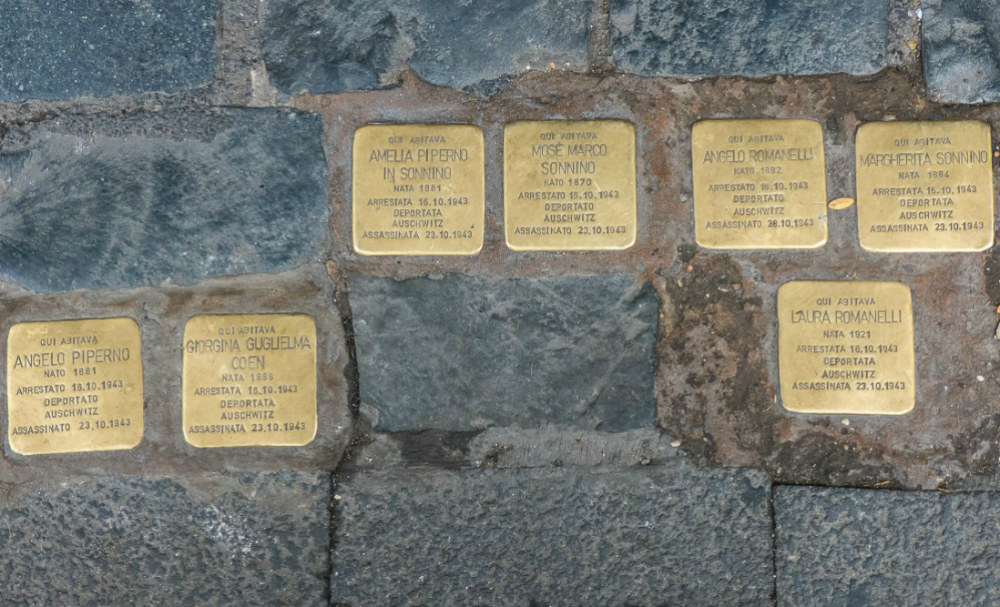 QUI ABITAVA
AMELIA PIPERNO
IN SONNINO
NATA 1881
ARRESTATA 16.10.1943
DEPORTATA
AUSCHWITZ
ASSASSINATA 23.10.1943
QUI ABITAVA
MOSÈ MARCO
SONNINO
NATO 1870
ARRESTATO 16.10.1943
DEPORTATO
AUSCHWITZ
ASSASSINATO 23.10.1943
QUI ABITAVA
ANGELO ROMANELLI
NATO 1882
ARRESTATO 16.10.1943
DEPORTATO
AUSCHWITZ
ASSASSINATO 28.10.1943
QUI ABITAVA
MARGHERITA SONNINO
NATA 1884
ARRESTATA 16.10.1943
DEPORTATA
AUSCHWITZ
ASSASSINATA 23.10.1943
QUI ABITAVA
ANGELO PIPERNO
NATO 1881
ARRESTATO 16.10.1943
DEPORTATO
AUSCHWITZ
ASSASSINATO 23.10.1943
QUI ABITAVA
GIORGINA GUGLIELMA
COEN
NATA
ARRESTATA 16.10.1943
DEPORTATA
AUSCHWITZ
ASSASSINATA 23.10.1943
QUI ABITAVA
LAURA ROMANELLI
NATA 1921
ARRESTATA 16.10.1943
DEPORTATA
AUSCHWITZ
ASSASSINATA 23.10.1943